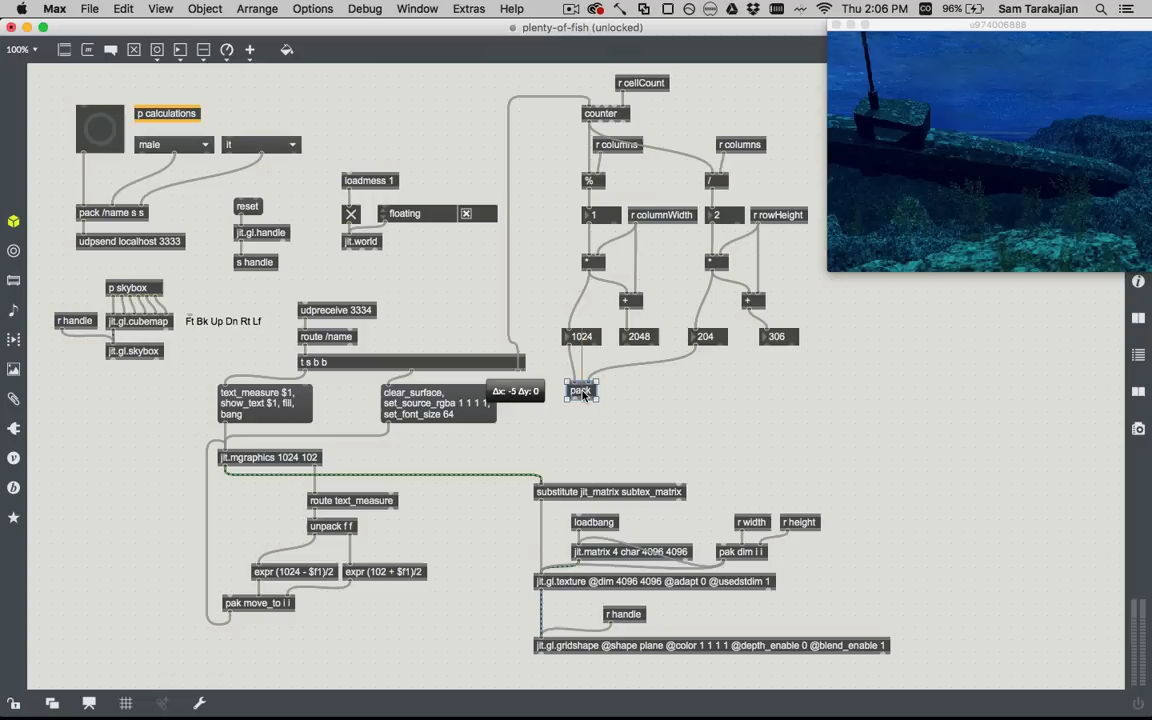 Max File Edit View Object Arrange Options Debug Window Extras Help 96% Thu 2:06 PM CO Sam Tarakajian
plenty-of-fish (unlocked)
u974006888
100%
r cellCount
p calculations
counter
male it
r columns r columns
loadmess 1
% /
reset
pack /name s s
floating
1 r columnWidth 2 r rowHeight
jit.gl.handle
udpsend localhost 3333
jit.world
s handle
* *
p skybox
+ +
udpreceive 3334
r handle jit.gl.cubemap Ft Bk Up Dn Rt Lf
route /name
1024 2048 204 306
jit.gl.skybox
t s b b
text_measure $1,
show_text $1, fill,
bang
clear_surface,
set_source_rgba 1 1 1 1,
set_font_size 64
Δx: -5 Δy: 0
pack
jit.mgraphics 1024 102
route text_measure
substitute jit_matrix subtex_matrix
unpack f f
loadbang r width r height
jit.matrix 4 char 4096 4096 pak dim i i
expr (1024 - $f1)/2 expr (102 + $f1)/2
jit.gl.texture @dim 4096 4096 @adapt 0 @usedstdim 1
pak move_to i i
r handle
jit.gl.gridshape @shape plane @color 1 1 1 1 @depth_enable 0 @blend_enable 1